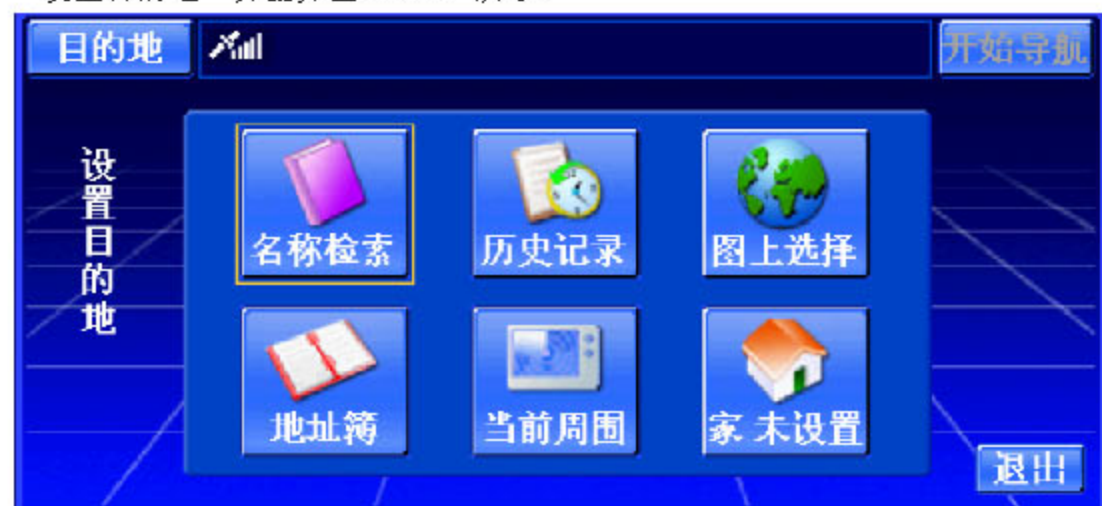 目的地
开始导航
设置目的地
名称检索
历史记录
图上选择
地址簿
当前周围
家 未设置
退出